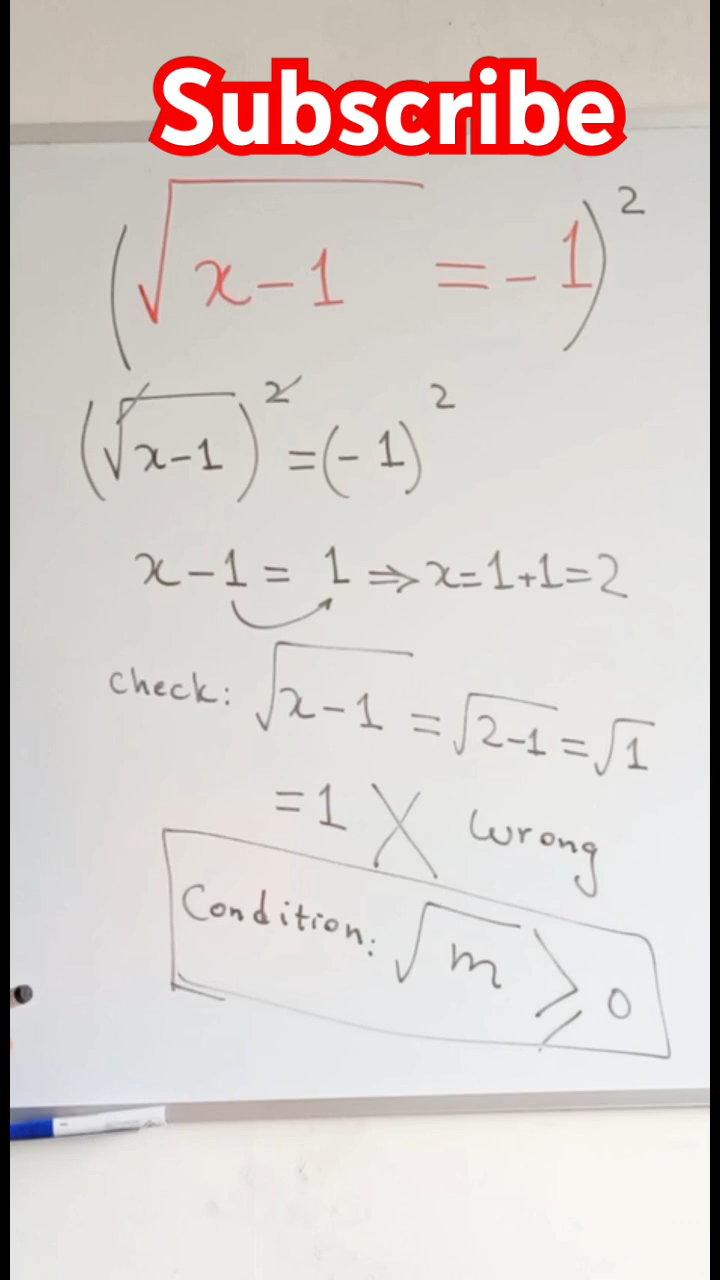 Subscribe
(√x-1 = -1)²
(√x-1)² = (-1)²
x-1 = 1 ⇒ x=1+1=2
check: √x-1 = √2-1 = √1
=1 X wrong
Condition: √m ≥ 0